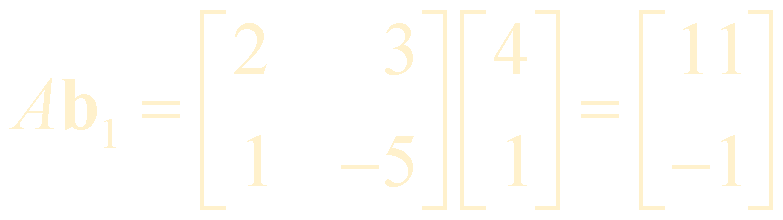 A𝐛₁ = [2 3; 1 −5] [4; 1] = [11; −1]